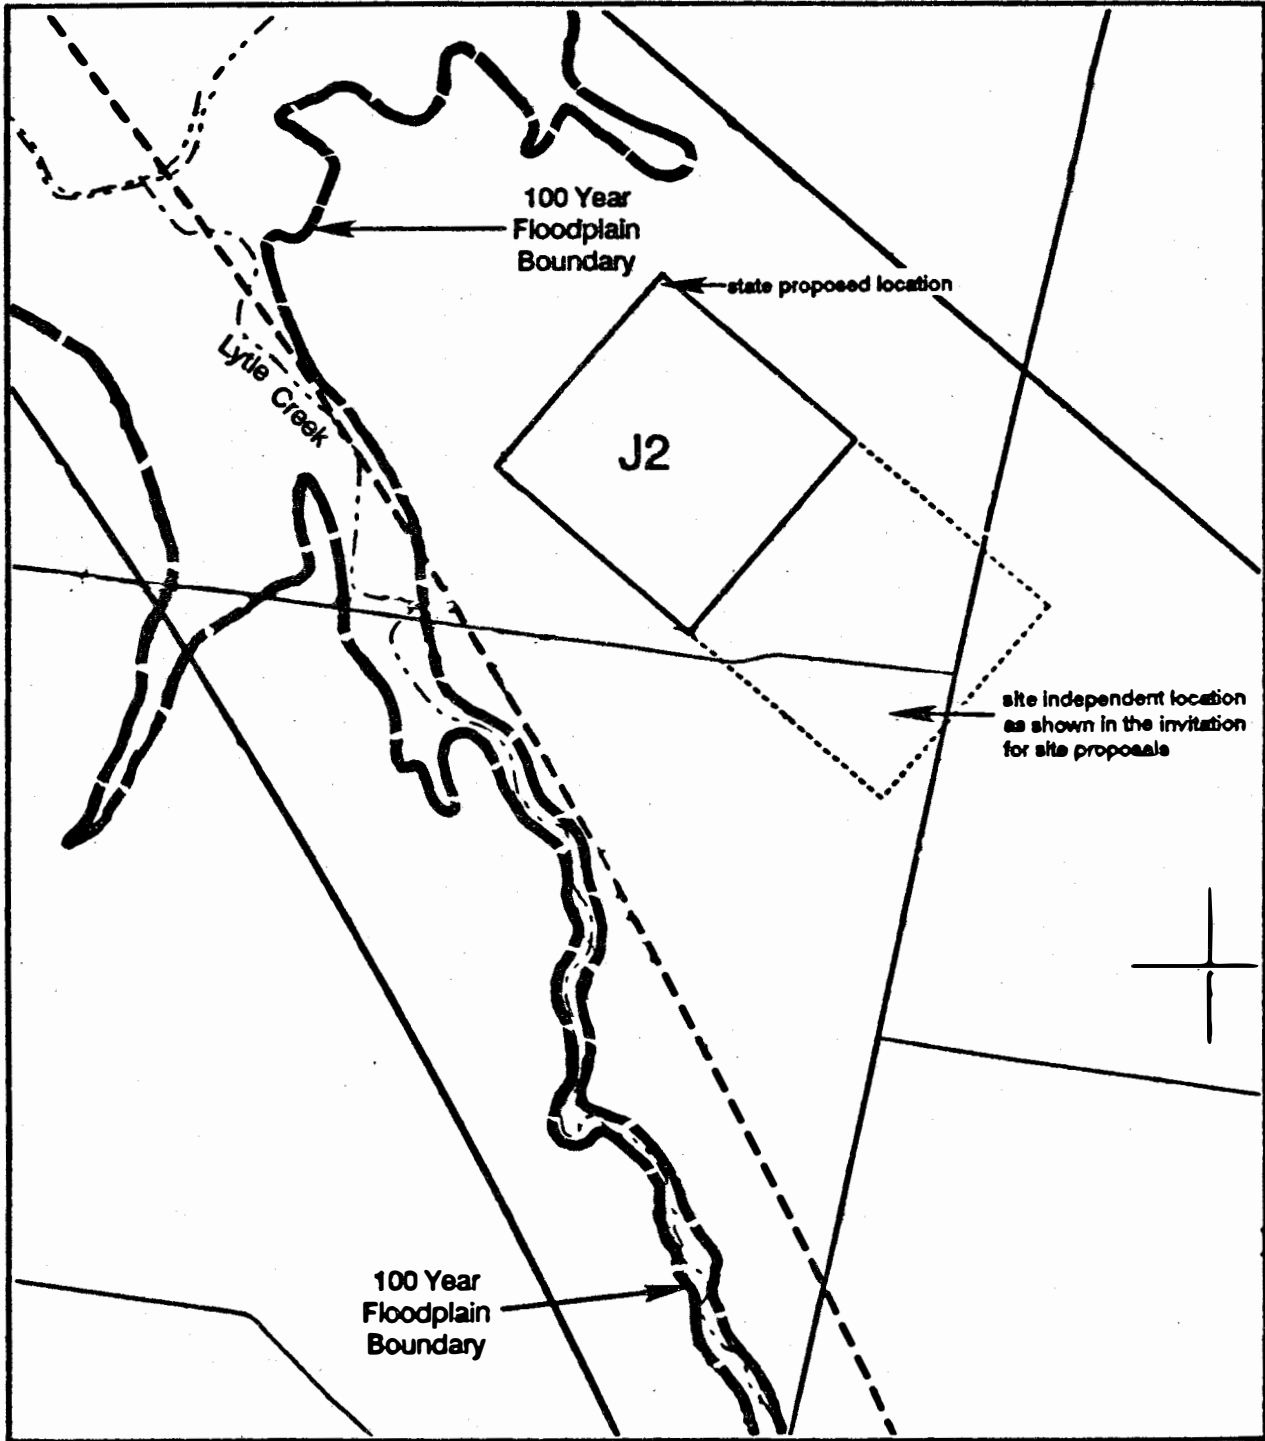 100 Year
Floodplain
Boundary
state proposed location
Lytle Creek
J2
site independent location
as shown in the invitation
for site proposals
100 Year
Floodplain
Boundary